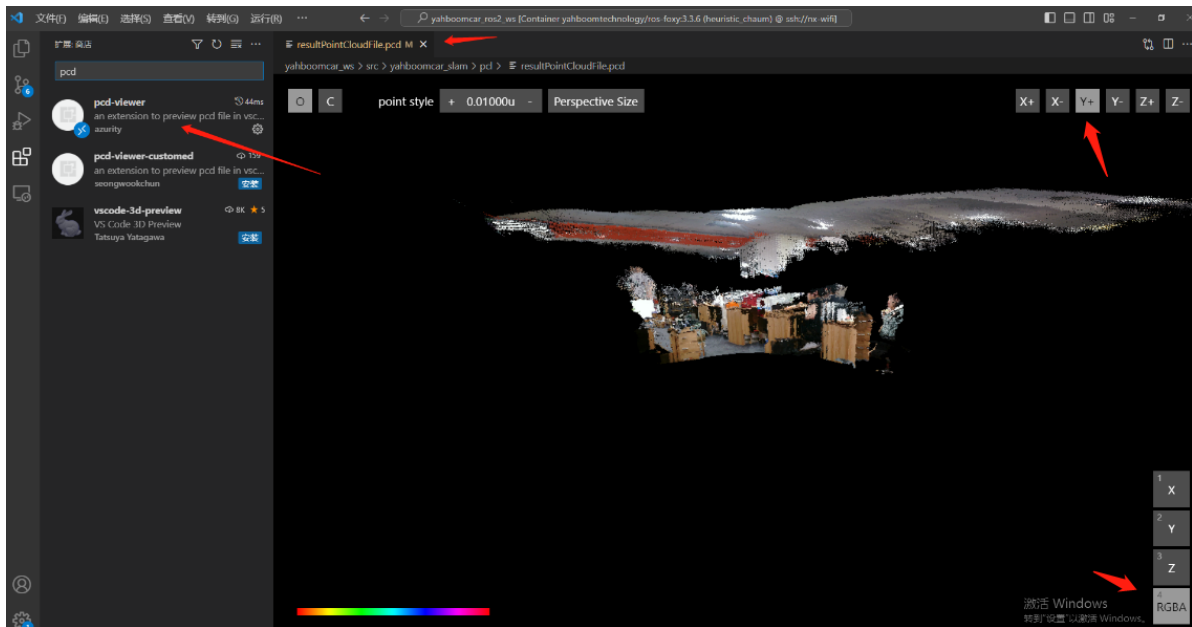 文件(F) 编辑(E) 选择(S) 查看(V) 转到(G) 运行(R) ···
yahboomcar_ros2_ws [Container yahboomtechnology/ros-foxy:3.3.6 (heuristic_chaum) @ ssh://nx-wifi]
扩展: 商店
pcd
pcd-viewer 44ms
an extension to preview pcd file in vsc...
azurity
pcd-viewer-customed 159
an extension to preview pcd file in vsc...
seongwookchun 安装
vscode-3d-preview 8K ★ 5
VS Code 3D Preview
Tatsuya Yatagawa 安装
6
resultPointCloudFile.pcd M
yahboomcar_ws > src > yahboomcar_slam > pcl > resultPointCloudFile.pcd
O C point style + 0.01000u - Perspective Size X+ X- Y+ Y- Z+ Z-
1 X
2 Y
3 Z
4 RGBA
激活 Windows
转到"设置"以激活 Windows。